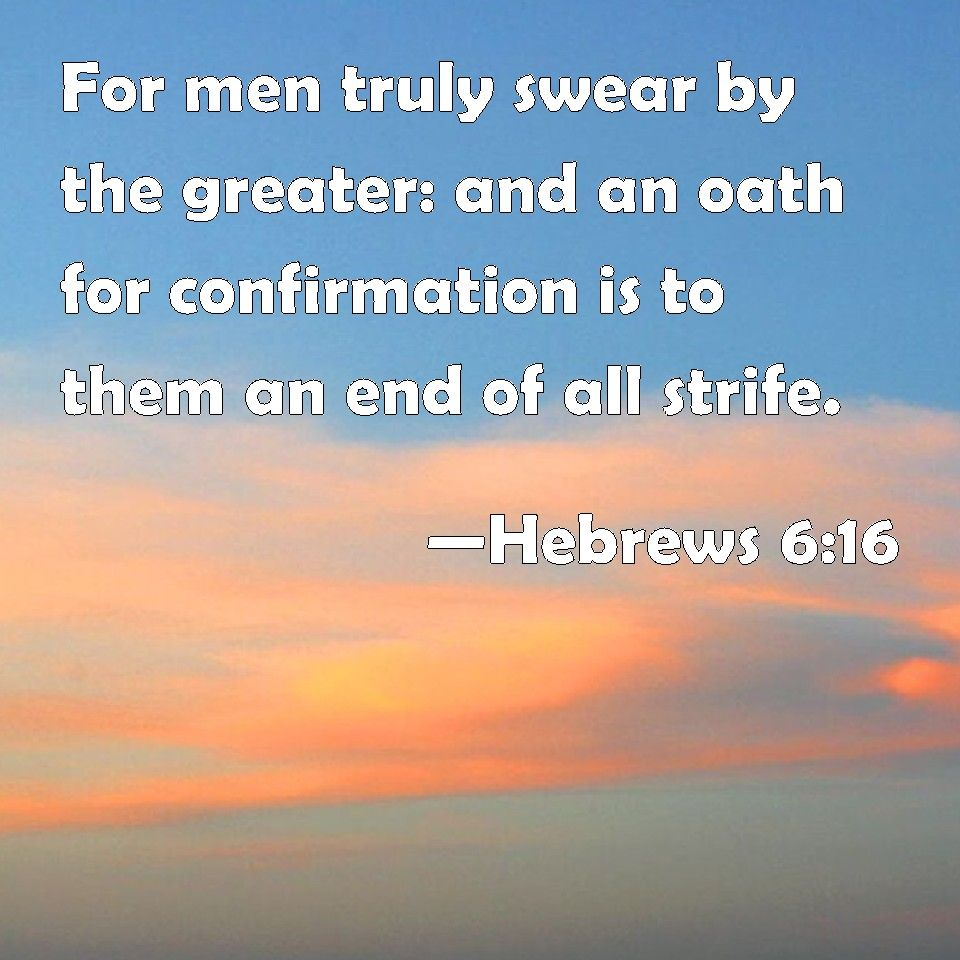 For men truly swear by
the greater: and an oath
for confirmation is to
them an end of all strife.
—Hebrews 6:16